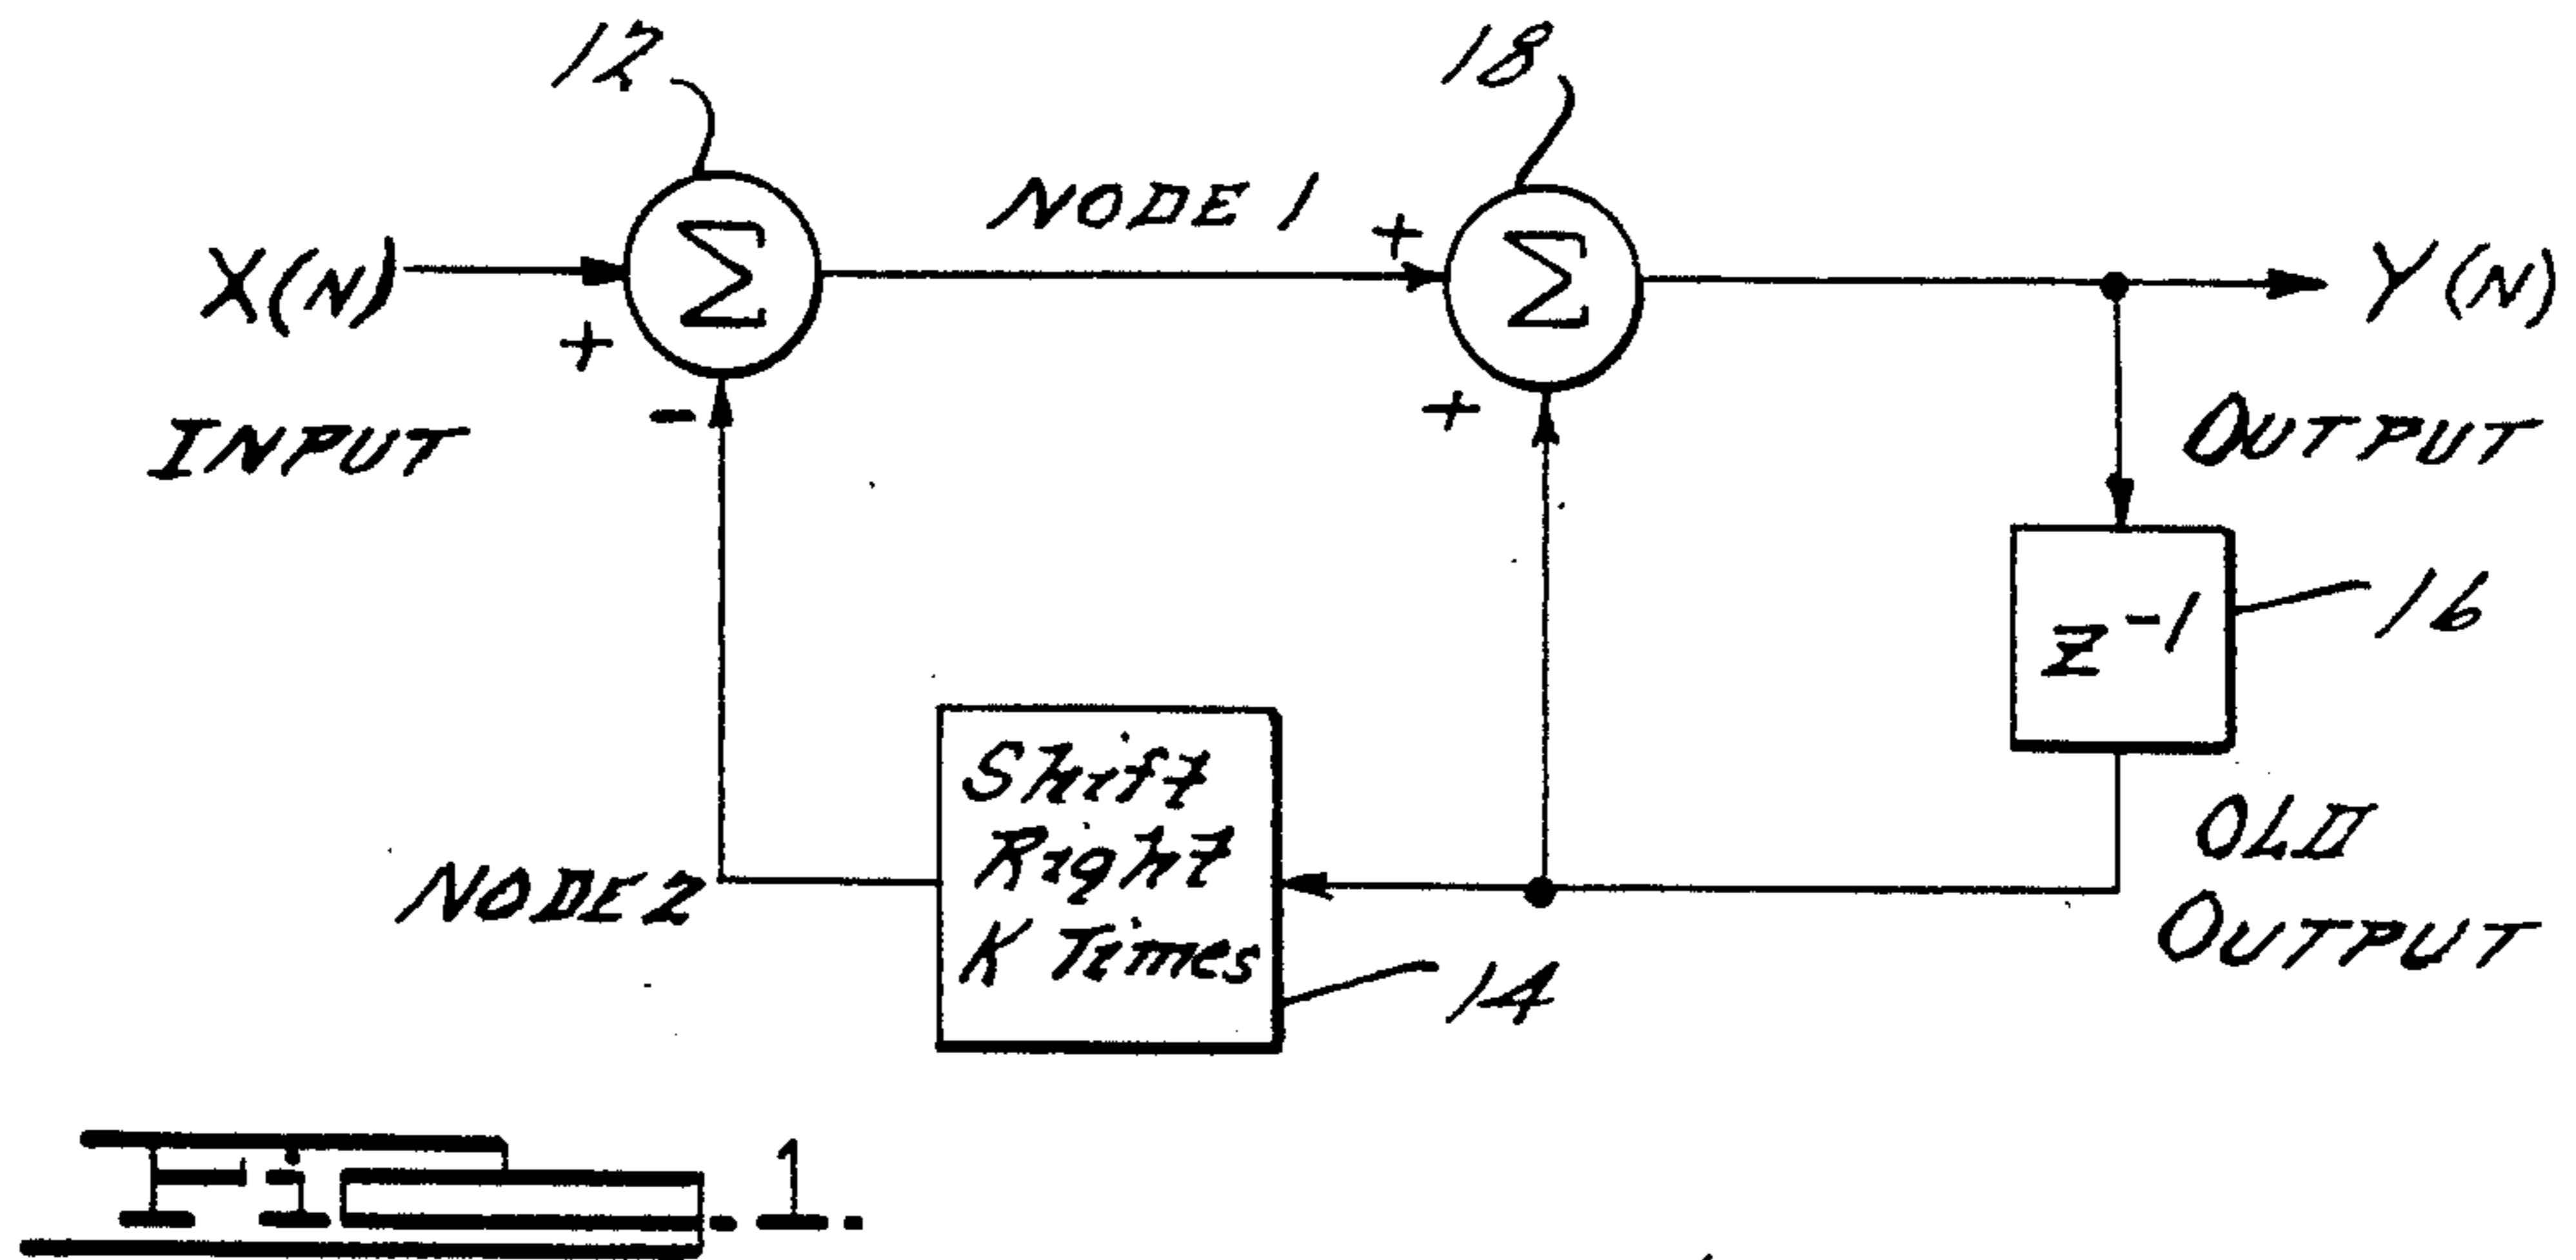 12
18
NODE 1
X(N)
+
Σ
+
Σ
Y(N)
INPUT
-
+
OUTPUT
z⁻¹
16
Shift
Right
K Times
OLD
OUTPUT
NODE 2
14
Fig-1.